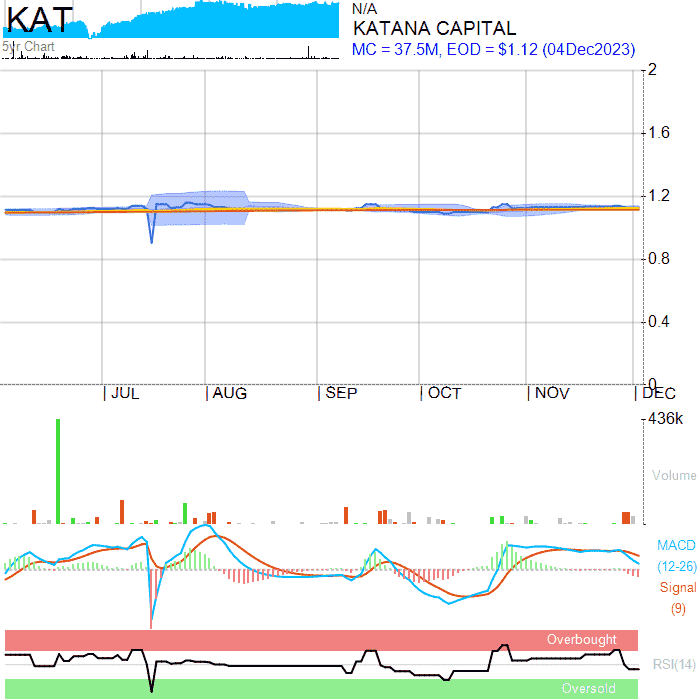 KAT
5yr Chart
N/A
KATANA CAPITAL
MC = 37.5M, EOD = $1.12 (04Dec2023)
2
1.6
1.2
0.8
0.4
0
JUL AUG SEP OCT NOV DEC
436k
Volume
MACD
(12-26)
Signal
(9)
Overbought
RSI(14)
Oversold